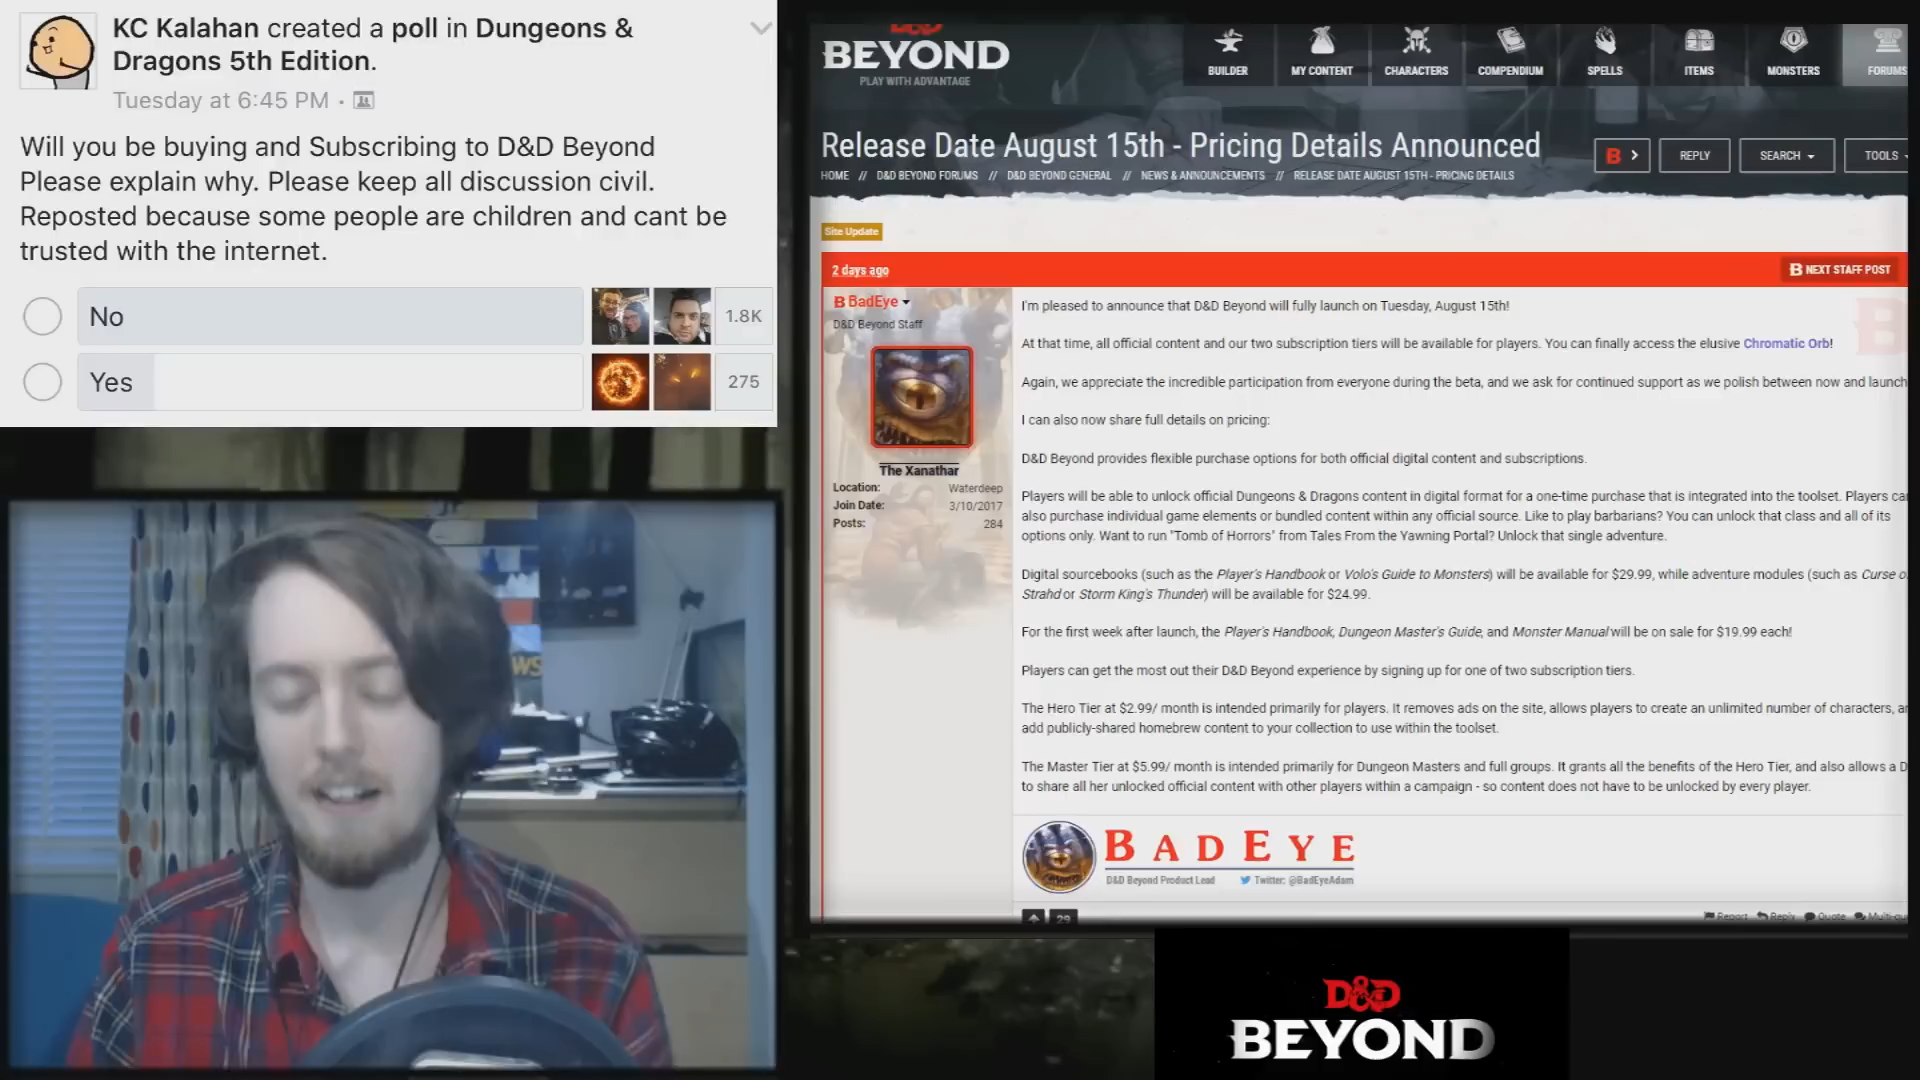 KC Kalahan created a poll in Dungeons &
Dragons 5th Edition.
Tuesday at 6:45 PM ·
Will you be buying and Subscribing to D&D Beyond
Please explain why. Please keep all discussion civil.
Reposted because some people are children and cant be
trusted with the internet.
No
1.8K
Yes
275
D&D
BEYOND
PLAY WITH ADVANTAGE
BUILDER
MY CONTENT
CHARACTERS
COMPENDIUM
SPELLS
ITEMS
MONSTERS
FORUMS
Release Date August 15th - Pricing Details Announced
B >
REPLY
SEARCH
TOOLS
HOME // D&D BEYOND FORUMS // D&D BEYOND GENERAL // NEWS & ANNOUNCEMENTS // RELEASE DATE AUGUST 15TH - PRICING DETAILS
Site Update
2 days ago
B NEXT STAFF POST
B BadEye
D&D Beyond Staff
The Xanathar
Location: Waterdeep
Join Date: 3/10/2017
Posts: 284
I'm pleased to announce that D&D Beyond will fully launch on Tuesday, August 15th!
At that time, all official content and our two subscription tiers will be available for players. You can finally access the elusive Chromatic Orb!
Again, we appreciate the incredible participation from everyone during the beta, and we ask for continued support as we polish between now and launch
I can also now share full details on pricing:
D&D Beyond provides flexible purchase options for both official digital content and subscriptions.
Players will be able to unlock official Dungeons & Dragons content in digital format for a one-time purchase that is integrated into the toolset. Players ca
also purchase individual game elements or bundled content within any official source. Like to play barbarians? You can unlock that class and all of its
options only. Want to run "Tomb of Horrors" from Tales From the Yawning Portal? Unlock that single adventure.
Digital sourcebooks (such as the Player's Handbook or Volo's Guide to Monsters) will be available for $29.99, while adventure modules (such as Curse o
Strahd or Storm King's Thunder) will be available for $24.99.
For the first week after launch, the Player's Handbook, Dungeon Master's Guide, and Monster Manual will be on sale for $19.99 each!
Players can get the most out their D&D Beyond experience by signing up for one of two subscription tiers.
The Hero Tier at $2.99/ month is intended primarily for players. It removes ads on the site, allows players to create an unlimited number of characters, a
add publicly-shared homebrew content to your collection to use within the toolset.
The Master Tier at $5.99/ month is intended primarily for Dungeon Masters and full groups. It grants all the benefits of the Hero Tier, and also allows a D
to share all her unlocked official content with other players within a campaign - so content does not have to be unlocked by every player.
BADEYE
D&D Beyond Product Lead
Twitter: @BadEyeAdam
29
Report Reply Quote Multi-qu
WS
D&D
BEYOND